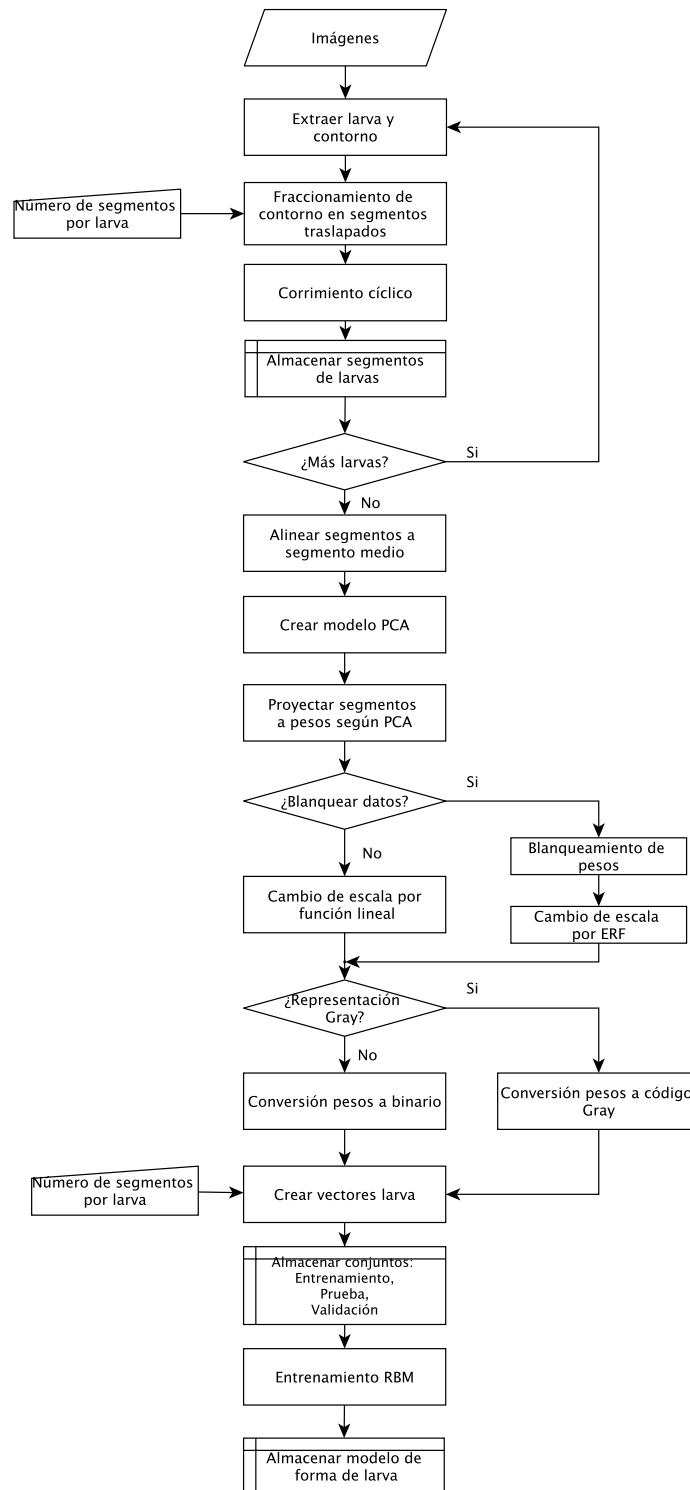 Imágenes
Extraer larva y
contorno
Número de segmentos
por larva
Fraccionamiento de
contorno en segmentos
traslapados
Corrimiento cíclico
Almacenar segmentos
de larvas
¿Más larvas?
Si
No
Alinear segmentos a
segmento medio
Crear modelo PCA
Proyectar segmentos
a pesos según PCA
¿Blanquear datos?
Si
No
Blanqueamiento de
pesos
Cambio de escala por
función lineal
Cambio de escala
por ERF
¿Representación
Gray?
Si
No
Conversión pesos a binario
Conversión pesos a código
Gray
Número de segmentos
por larva
Crear vectores larva
Almacenar conjuntos:
Entrenamiento,
Prueba,
Validación
Entrenamiento RBM
Almacenar modelo de
forma de larva